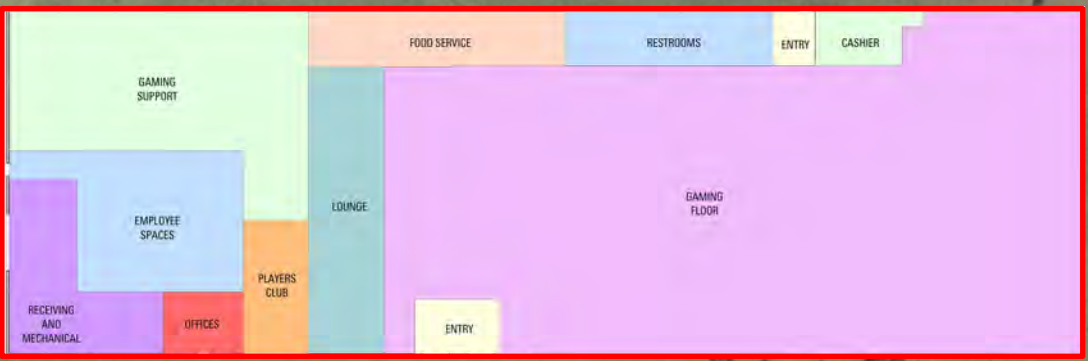 FOOD SERVICE
RESTROOMS
ENTRY
CASHIER
GAMING
SUPPORT
GAMING
FLOOR
LOUNGE
EMPLOYEE
SPACES
PLAYERS
CLUB
RECEIVING
AND
MECHANICAL
OFFICES
ENTRY